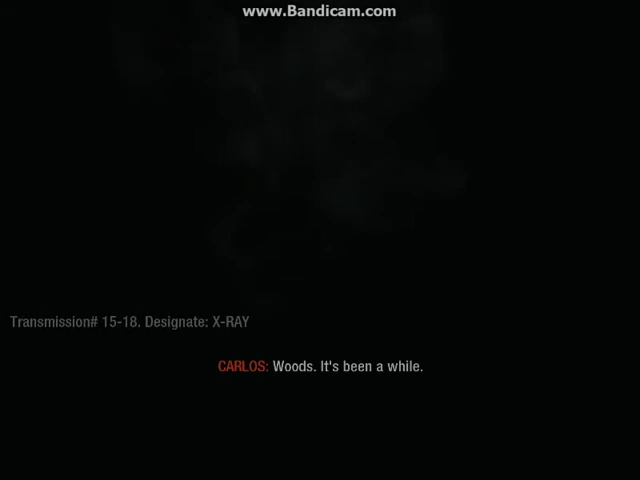 www.Bandicam.com
Transmission# 15-18. Designate: X-RAY
CARLOS: Woods. It's been a while.